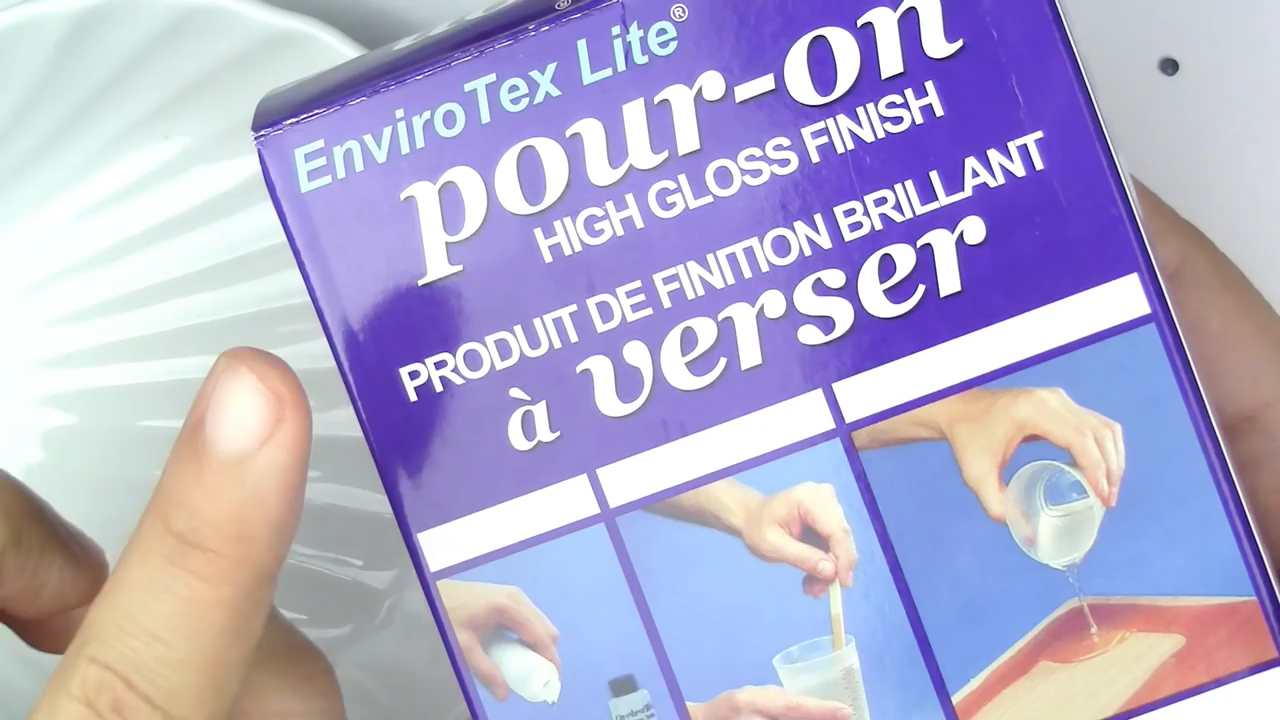 EnviroTex Lite®
pour-on
HIGH GLOSS FINISH
PRODUIT DE FINITION BRILLANT
à verser